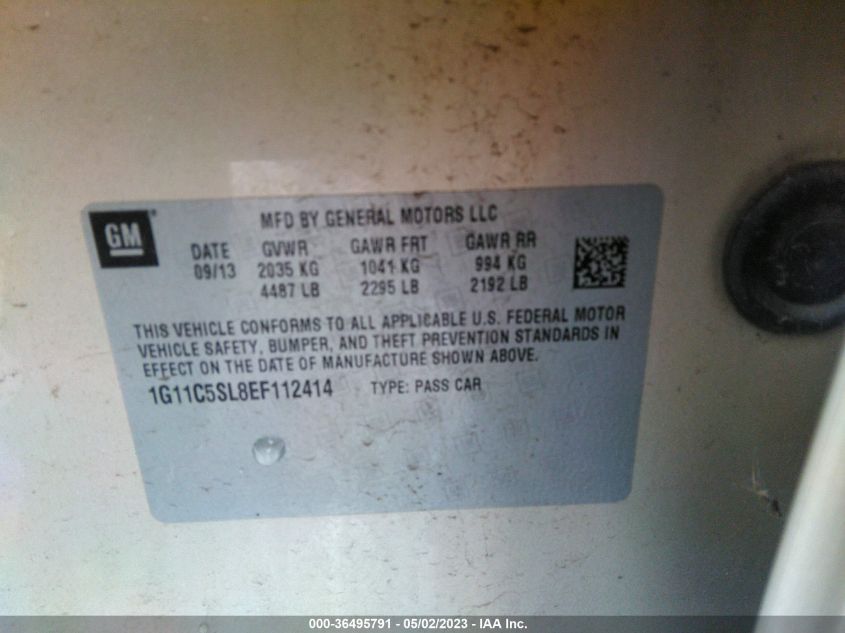 GM®
MFD BY GENERAL MOTORS LLC
DATE GVWR GAWR FRT GAWR RR
09/13 2035 KG 1041 KG 994 KG
4487 LB 2295 LB 2192 LB
THIS VEHICLE CONFORMS TO ALL APPLICABLE U.S. FEDERAL MOTOR
VEHICLE SAFETY, BUMPER, AND THEFT PREVENTION STANDARDS IN
EFFECT ON THE DATE OF MANUFACTURE SHOWN ABOVE.
1G11C5SL8EF112414 TYPE: PASS CAR
000-36495791 - 05/02/2023 - IAA Inc.